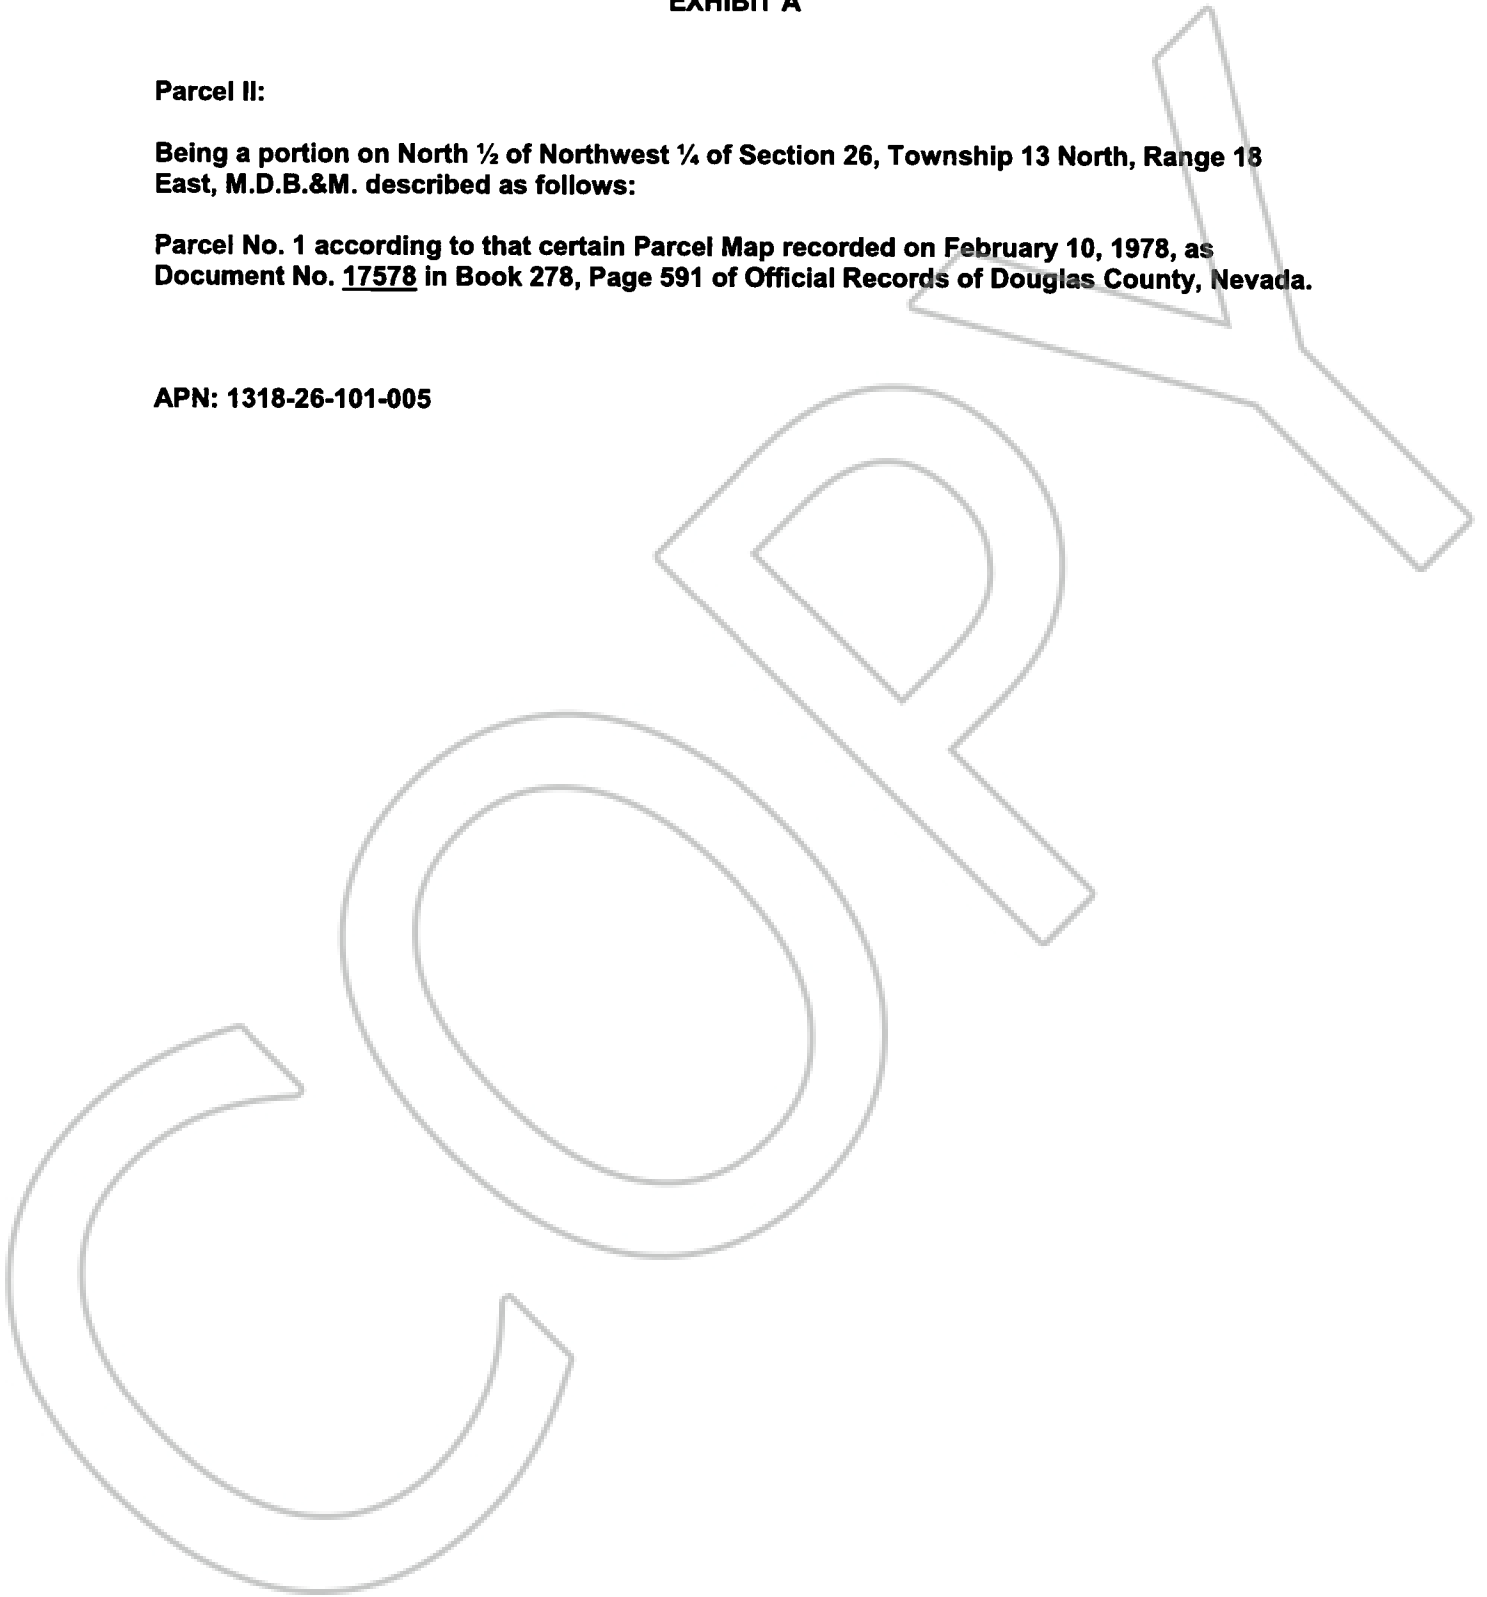 EXHIBIT A
Parcel II:
Being a portion on North ½ of Northwest ¼ of Section 26, Township 13 North, Range 18
East, M.D.B.&M. described as follows:
Parcel No. 1 according to that certain Parcel Map recorded on February 10, 1978, as
Document No. 17578 in Book 278, Page 591 of Official Records of Douglas County, Nevada.
APN: 1318-26-101-005
COPY